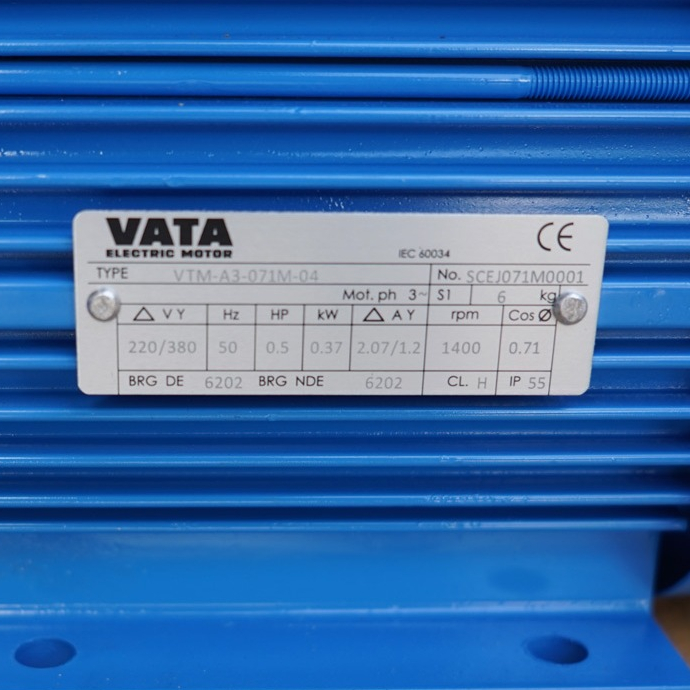 VATA
ELECTRIC MOTOR
IEC 60034
CE
TYPE VTM-A3-071M-04 No. SCEJ071M0001
Mot. ph 3~ S1 6 kg
△ V Y Hz HP kW △ A Y rpm Cos Ø
220/380 50 0.5 0.37 2.07/1.2 1400 0.71
BRG DE 6202 BRG NDE 6202 CL. H IP 55